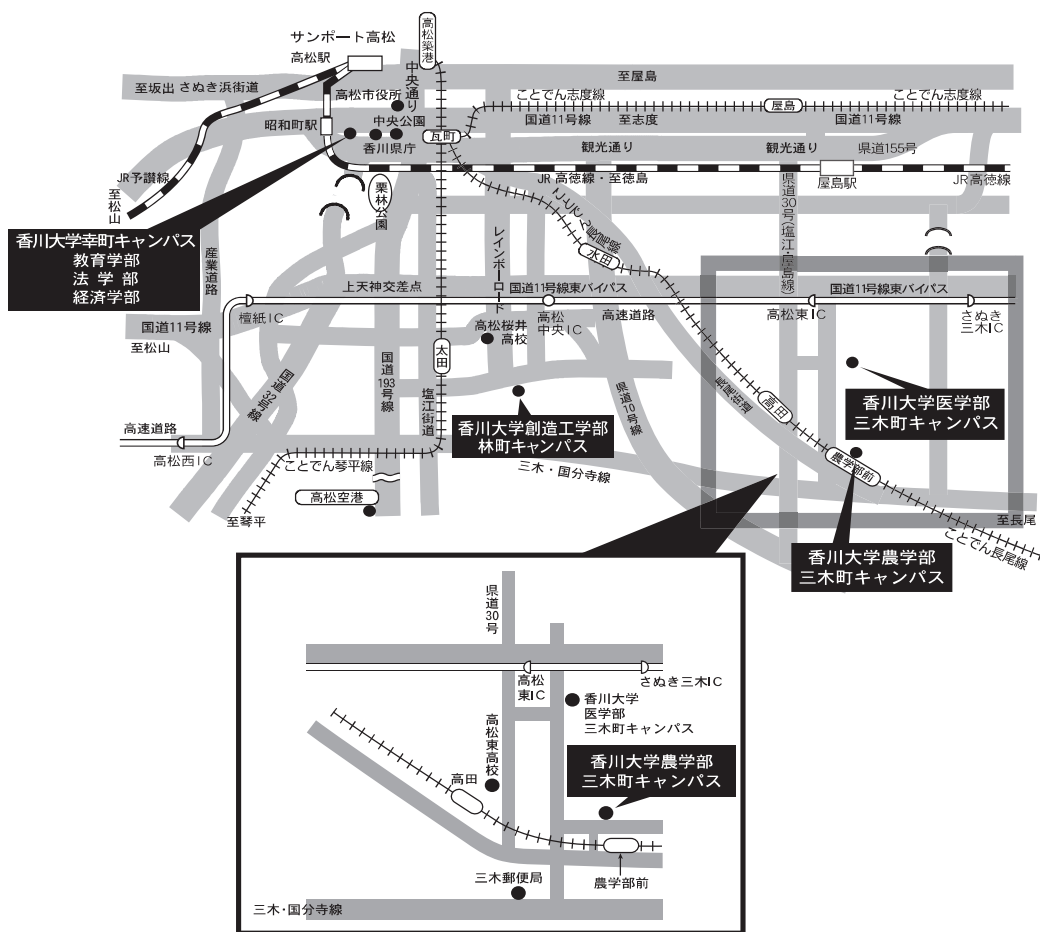 サンポート高松
高松駅
高松築港
中央通り
至坂出 さぬき浜街道
至屋島
高松市役所
ことでん志度線
屋島
ことでん志度線
国道11号線
至志度
国道11号線
昭和町駅
中央公園
瓦町
香川県庁
観光通り
観光通り
県道155号
JR予讃線
至松山
栗林公園
JR高徳線・至徳島
屋島駅
JR高徳線
県道30号(塩江・屋島線)
香川大学幸町キャンパス
教育学部
法学部
経済学部
産業道路
レインボーロード
ことでん長尾線
水田
上天神交差点
国道11号線東バイパス
国道11号線東バイパス
国道11号線
至松山
檀紙IC
高松桜井高校
高松中央IC
高速道路
高松東IC
さぬき三木IC
国道32号線
国道193号線
太田
塩江街道
県道10号線
長尾街道
高田
香川大学医学部
三木町キャンパス
香川大学創造工学部
林町キャンパス
高速道路
高松西IC
ことでん琴平線
三木・国分寺線
農学部前
高松空港
至琴平
至長尾
ことでん長尾線
香川大学農学部
三木町キャンパス
県道30号
高松東IC
さぬき三木IC
香川大学
医学部
三木町キャンパス
高松東高校
香川大学農学部
三木町キャンパス
高田
三木郵便局
農学部前
三木・国分寺線